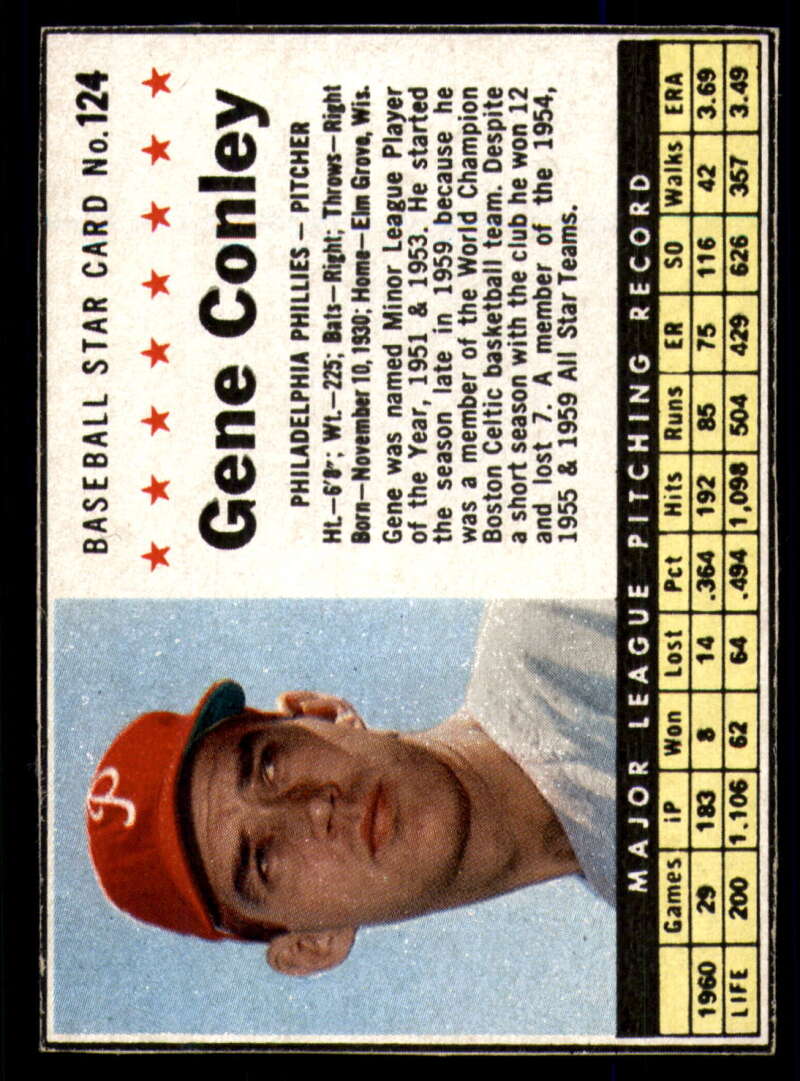 BASEBALL STAR CARD No.124
Gene Conley
PHILADELPHIA PHILLIES – PITCHER
Ht.–6'8"; Wt.–225; Bats–Right; Throws–Right
Born–November 10, 1930; Home–Elm Grove, Wis.
Gene was named Minor League Player
of the Year, 1951 & 1953. He started
the season late in 1959 because he
was a member of the World Champion
Boston Celtic basketball team. Despite
a short season with the club he won 12
and lost 7. A member of the 1954,
1955 & 1959 All Star Teams.
P
MAJOR LEAGUE PITCHING RECORD
Games iP Won Lost Pct Hits Runs ER SO Walks ERA
1960 29 183 8 14 .364 192 85 75 116 42 3.69
LIFE 200 1.106 62 64 .494 1,098 504 429 626 357 3.49